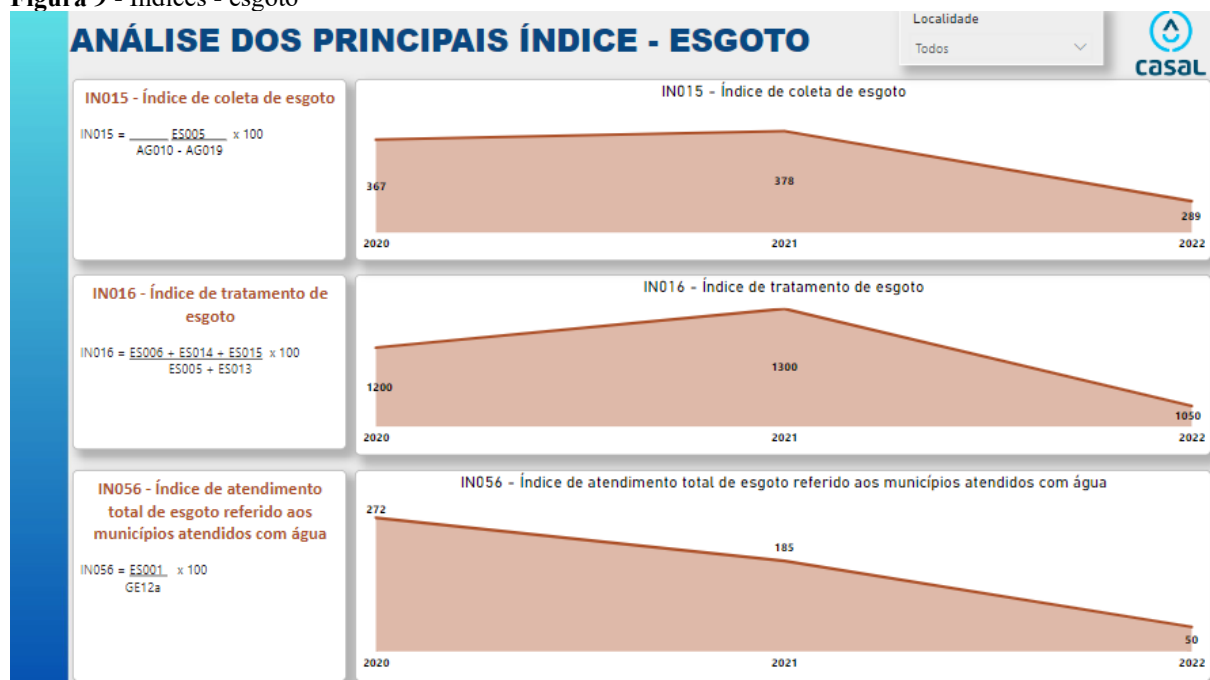 Figura 9 - Índices - esgoto
ANÁLISE DOS PRINCIPAIS ÍNDICE - ESGOTO
Localidade
Todos
casal
IN015 - Índice de coleta de esgoto
IN015 = ES005 x 100
AG010 - AG019
IN015 - Índice de coleta de esgoto
367
378
289
2020
2021
2022
IN016 - Índice de tratamento de
esgoto
IN016 = ES006 + ES014 + ES015 x 100
ES005 + ES013
IN016 - Índice de tratamento de esgoto
1200
1300
1050
2020
2021
2022
IN056 - Índice de atendimento
total de esgoto referido aos
municípios atendidos com água
IN056 = ES001 x 100
GE12a
IN056 - Índice de atendimento total de esgoto referido aos municípios atendidos com água
272
185
50
2020
2021
2022